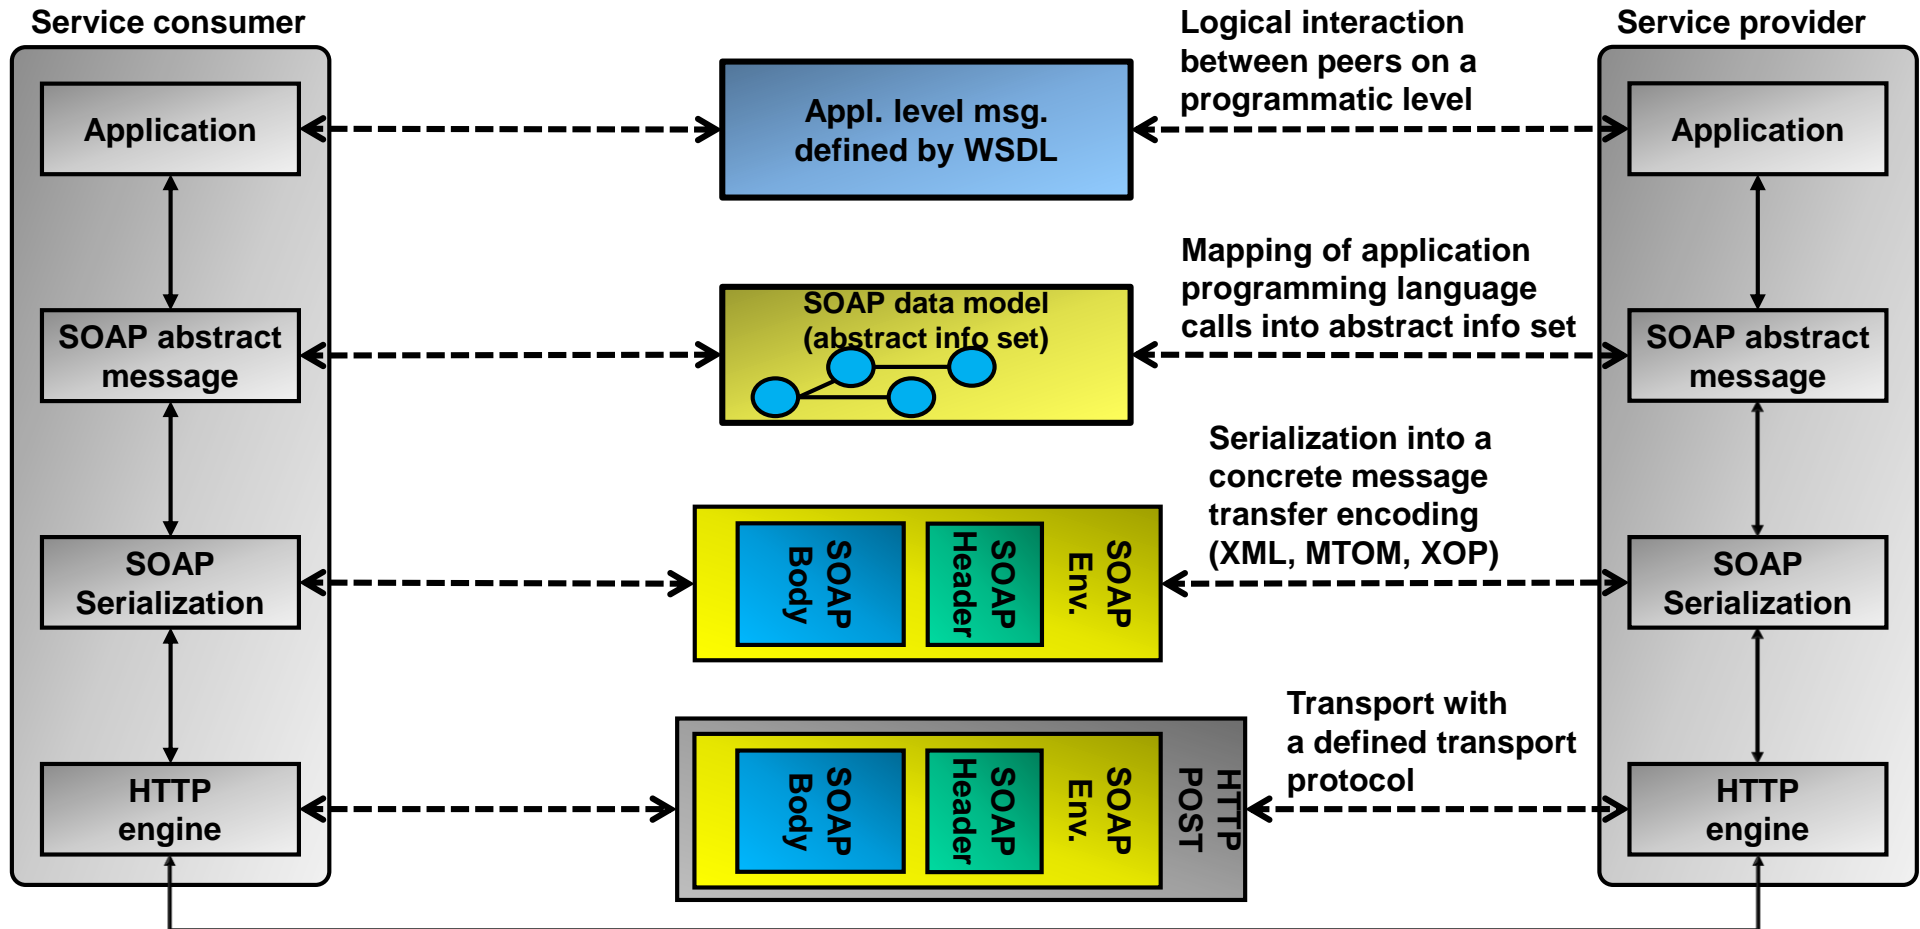 Service consumer
Application
SOAP abstract
message
SOAP
Serialization
HTTP
engine
Appl. level msg.
defined by WSDL
SOAP data model
(abstract info set)
SOAP
Body
SOAP
Header
SOAP
Env.
SOAP
Body
SOAP
Header
SOAP
Env.
HTTP
POST
Logical interaction
between peers on a
programmatic level
Mapping of application
programming language
calls into abstract info set
Serialization into a
concrete message
transfer encoding
(XML, MTOM, XOP)
Transport with
a defined transport
protocol
Service provider
Application
SOAP abstract
message
SOAP
Serialization
HTTP
engine